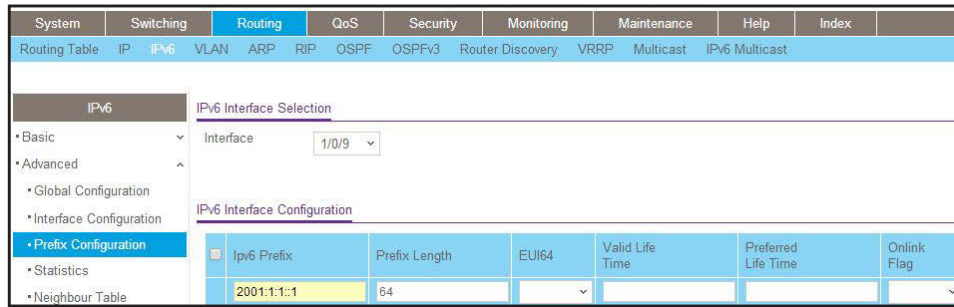 System Switching Routing QoS Security Monitoring Maintenance Help Index
Routing Table IP IPv6 VLAN ARP RIP OSPF OSPFv3 Router Discovery VRRP Multicast IPv6 Multicast
IPv6
Basic
Advanced
Global Configuration
Interface Configuration
Prefix Configuration
Statistics
Neighbour Table
IPv6 Interface Selection
Interface 1/0/9
IPv6 Interface Configuration
Ipv6 Prefix Prefix Length EUI64 Valid Life Time Preferred Life Time Onlink Flag
2001:1:1::1 64